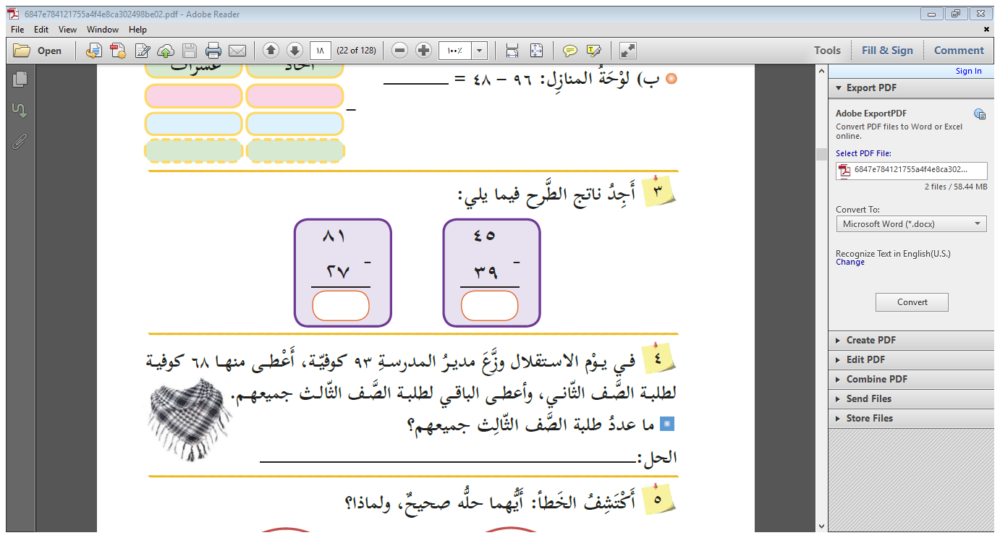 6847e784121755a4f4e8ca302498be02.pdf - Adobe Reader
File Edit View Window Help
Open ١٨ (22 of 128) ١٠٠٪ Tools Fill & Sign Comment
Sign In
Export PDF
Adobe ExportPDF
Convert PDF files to Word or Excel
online.
Select PDF File:
6847e784121755a4f4e8ca302...
2 files / 58.44 MB
Convert To:
Microsoft Word (*.docx)
Recognize Text in English(U.S.)
Change
Convert
Create PDF
Edit PDF
Combine PDF
Send Files
Store Files
آحاد عشرات
ب) لوْحَةُ المنازِل: ٩٦ – ٤٨ = ______
–
٣ أَجِدُ ناتج الطَّرح فيما يلي:
٤٥
-
٣٩
٨١
-
٢٧
٤ في يوْم الاستقلال وزَّعَ مديرُ المدرسةِ ٩٣ كوفيّة، أَعْطى منها ٦٨ كوفية
لطلبة الصَّف الثّاني، وأعطى الباقي لطلبة الصَّف الثّالث جميعهم.
ما عددُ طلبة الصَّف الثّالِث جميعهم؟
الحل: ______
٥ أَكْتَشِفُ الخَطأ: أَيُّهما حلُّه صحيحٌ، ولماذا؟